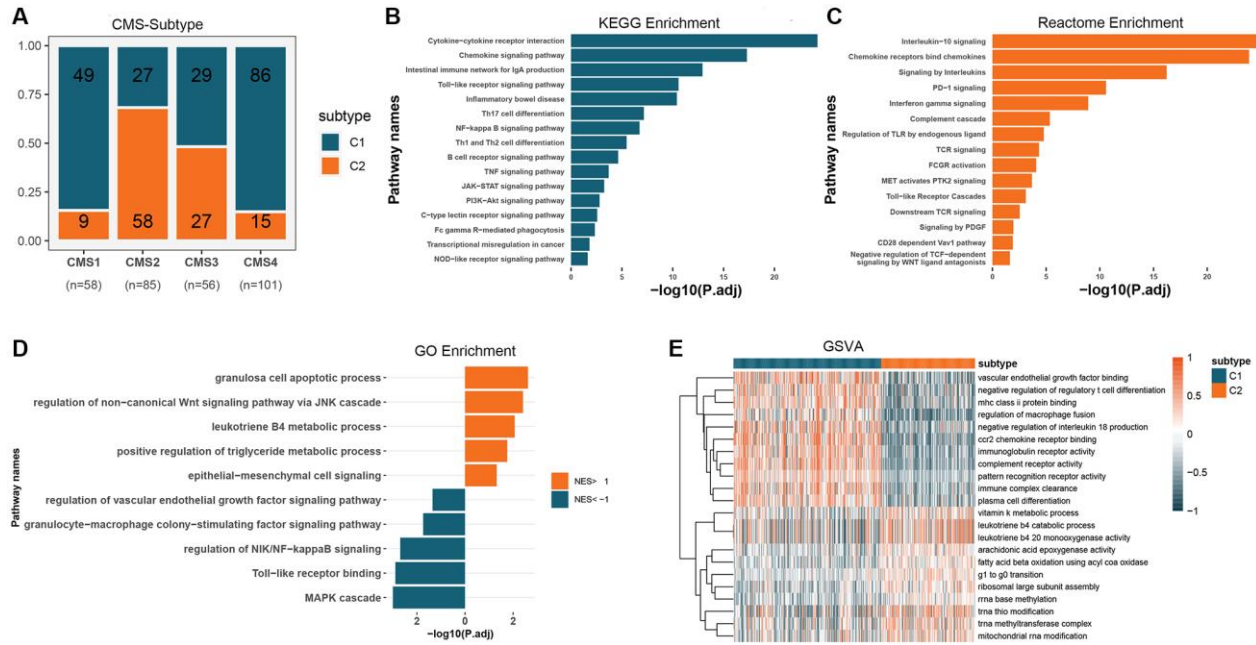 A
CMS-Subtype
1.00
0.75
0.50
0.25
0.00
49
27
29
86
9
58
27
15
CMS1
CMS2
CMS3
CMS4
(n=58)
(n=85)
(n=56)
(n=101)
subtype
C1
C2
B
KEGG Enrichment
Pathway names
Cytokine−cytokine receptor interaction
Chemokine signaling pathway
Intestinal immune network for IgA production
Toll−like receptor signaling pathway
Inflammatory bowel disease
Th17 cell differentiation
NF−kappa B signaling pathway
Th1 and Th2 cell differentiation
B cell receptor signaling pathway
TNF signaling pathway
JAK−STAT signaling pathway
PI3K−Akt signaling pathway
C−type lectin receptor signaling pathway
Fc gamma R−mediated phagocytosis
Transcriptional misregulation in cancer
NOD−like receptor signaling pathway
0
5
10
15
20
−log10(P.adj)
C
Reactome Enrichment
Pathway names
Interleukin−10 signaling
Chemokine receptors bind chemokines
Signaling by Interleukins
PD−1 signaling
Interferon gamma signaling
Complement cascade
Regulation of TLR by endogenous ligand
TCR signaling
FCGR activation
MET activates PTK2 signaling
Toll−like Receptor Cascades
Downstream TCR signaling
Signaling by PDGF
CD28 dependent Vav1 pathway
Negative regulation of TCF−dependent
signaling by WNT ligand antagonists
0
5
10
15
20
−log10(P.adj)
D
GO Enrichment
Pathway names
granulosa cell apoptotic process
regulation of non−canonical Wnt signaling pathway via JNK cascade
leukotriene B4 metabolic process
positive regulation of triglyceride metabolic process
epithelial−mesenchymal cell signaling
regulation of vascular endothelial growth factor signaling pathway
granulocyte−macrophage colony−stimulating factor signaling pathway
regulation of NIK/NF−kappaB signaling
Toll−like receptor binding
MAPK cascade
2
0
2
−log10(P.adj)
NES> 1
NES< −1
E
GSVA
subtype
vascular endothelial growth factor binding
negative regulation of regulatory t cell differentiation
mhc class ii protein binding
regulation of macrophage fusion
negative regulation of interleukin 18 production
ccr2 chemokine receptor binding
immunoglobulin receptor activity
complement receptor activity
pattern recognition receptor activity
immune complex clearance
plasma cell differentiation
vitamin k metabolic process
leukotriene b4 catabolic process
leukotriene b4 20 monooxygenase activity
arachidonic acid epoxygenase activity
fatty acid beta oxidation using acyl coa oxidase
g1 to g0 transition
ribosomal large subunit assembly
rrna base methylation
trna thio modification
trna methyltransferase complex
mitochondrial rna modification
1
0.5
0
−0.5
−1
subtype
C1
C2